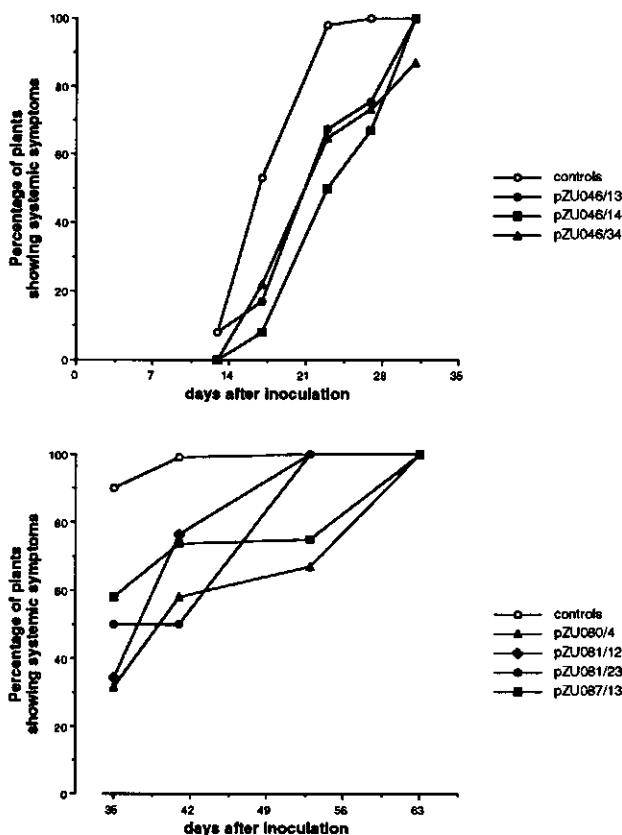 100
80
60
40
20
0
Percentage of plants
showing systemic symptoms
0 7 14 21 28 35
days after inoculation
controls
pZU046/13
pZU046/14
pZU046/34
100
80
60
40
20
0
Percentage of plants
showing systemic symptoms
35 42 49 56 63
days after inoculation
controls
pZU080/4
pZU081/12
pZU081/23
pZU087/13